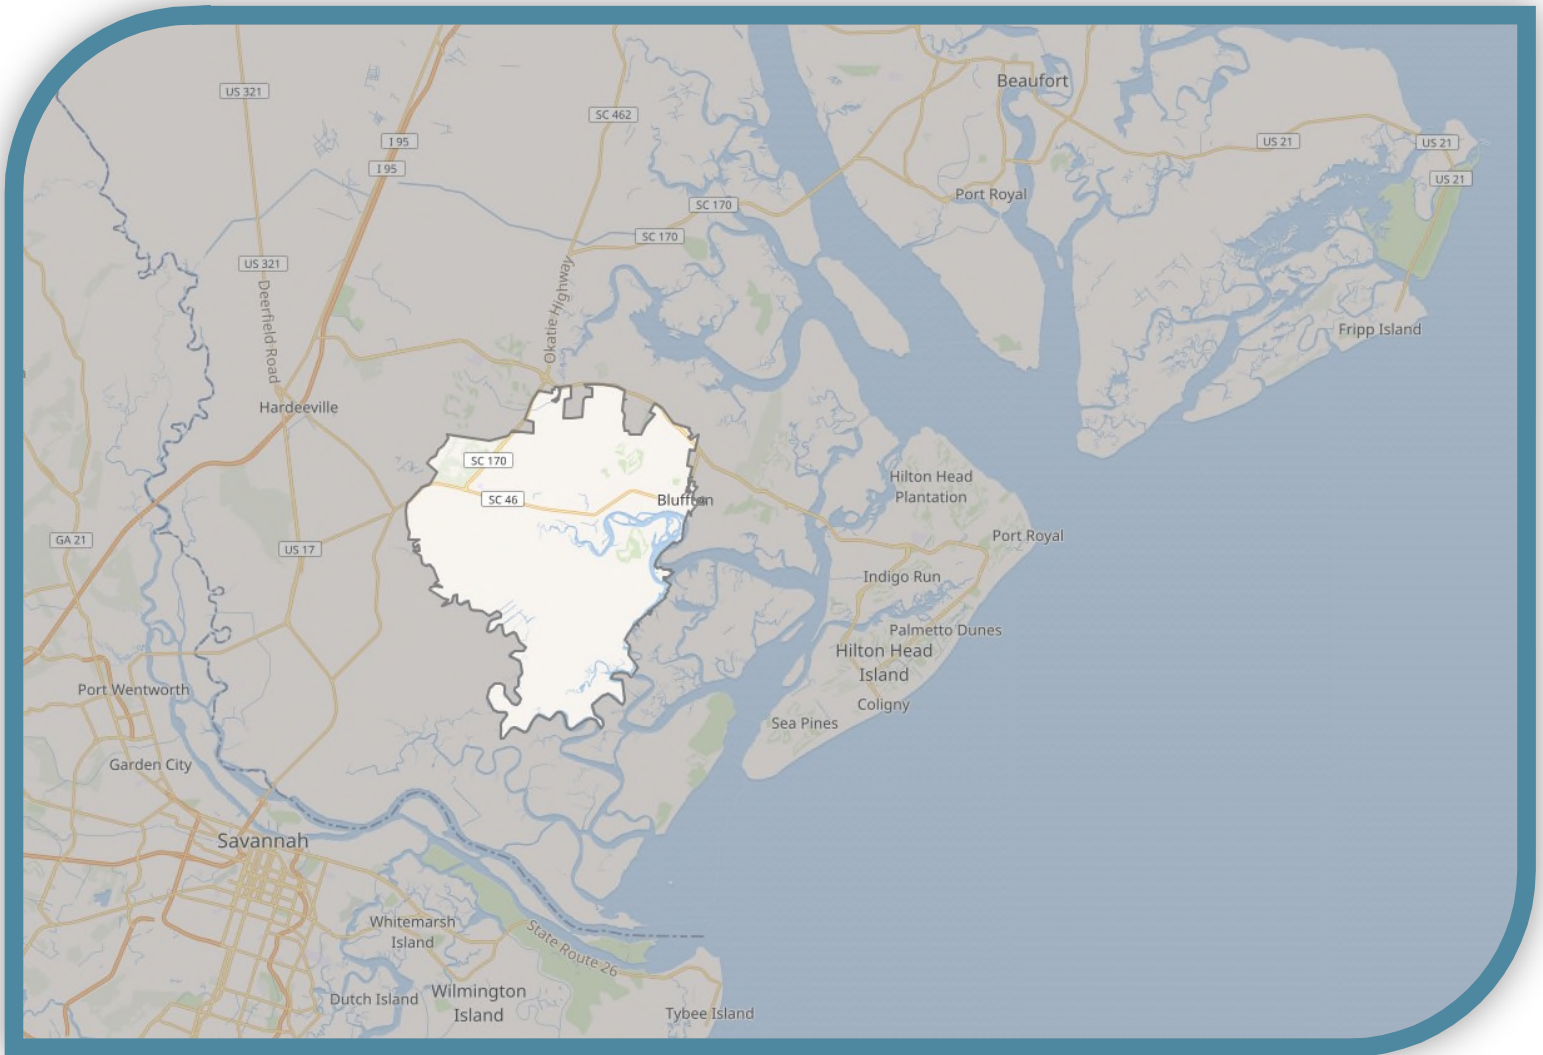 Beaufort
US 321
SC 462
I 95
US 21
US 21
I 95
US 21
Port Royal
SC 170
SC 170
US 321
Okatie Highway
Deerfield Road
Fripp Island
Hardeeville
SC 170
Hilton Head
Plantation
SC 46
Bluffton
Port Royal
GA 21
US 17
Indigo Run
Palmetto Dunes
Hilton Head
Island
Port Wentworth
Coligny
Sea Pines
Garden City
Savannah
Whitemarsh
Island
State Route 26
Wilmington
Island
Dutch Island
Tybee Island